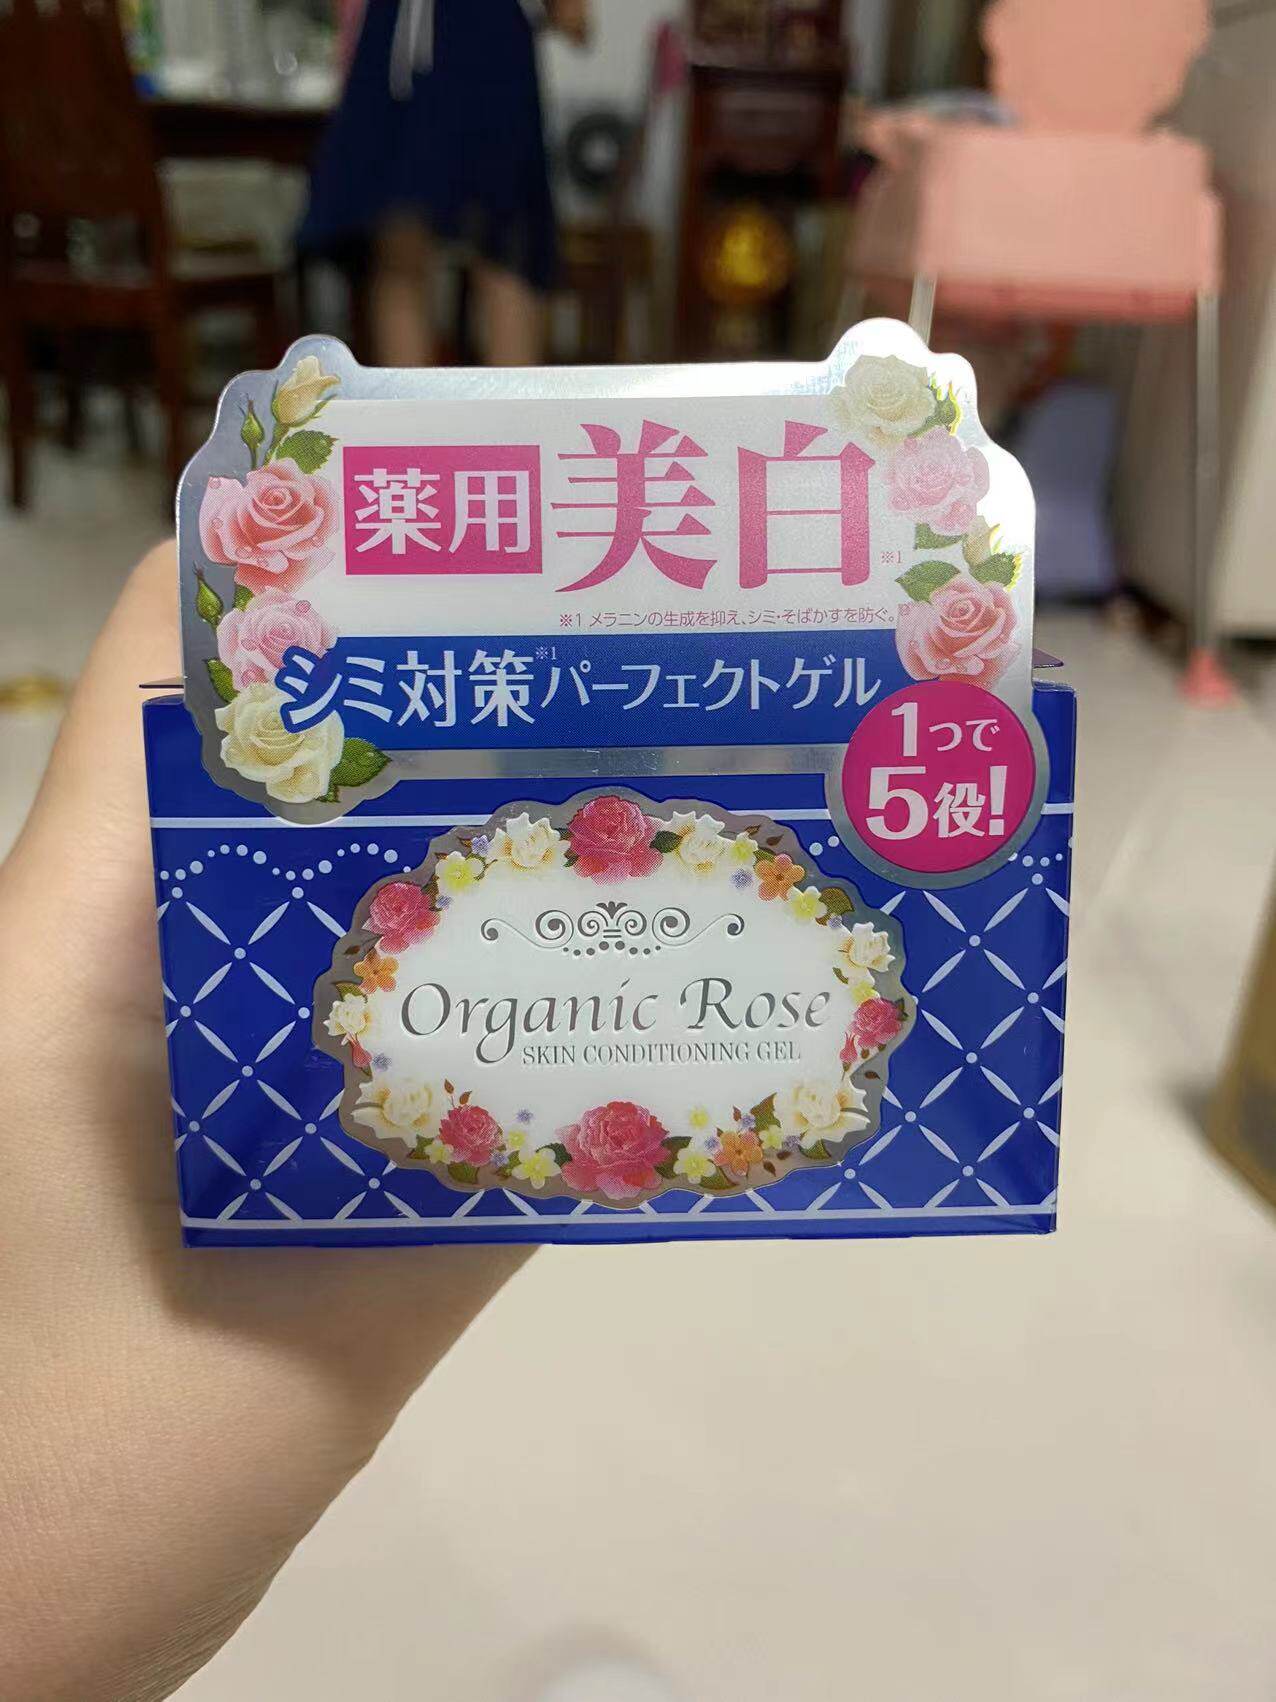 薬用美白※1
※1 メラニンの生成を抑え、シミ・そばかすを防ぐ。
シミ対策※1パーフェクトゲル
1つで
5役!
Organic Rose
SKIN CONDITIONING GEL